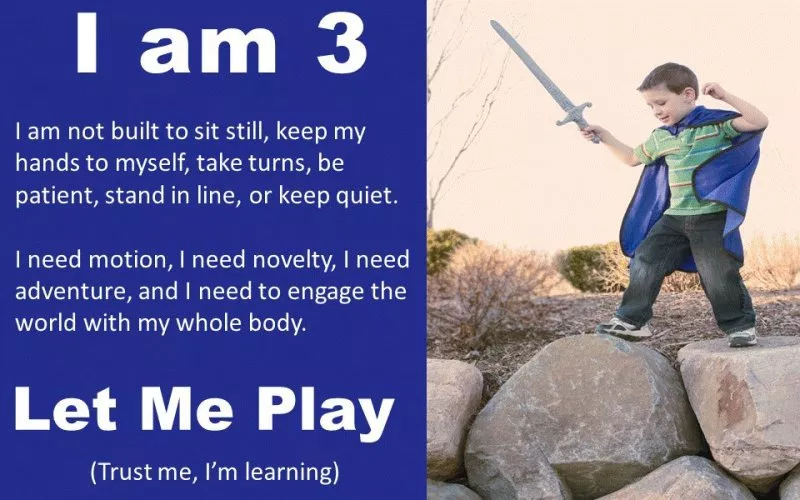 I am 3
I am not built to sit still, keep my
hands to myself, take turns, be
patient, stand in line, or keep quiet.
I need motion, I need novelty, I need
adventure, and I need to engage the
world with my whole body.
Let Me Play
(Trust me, I’m learning)